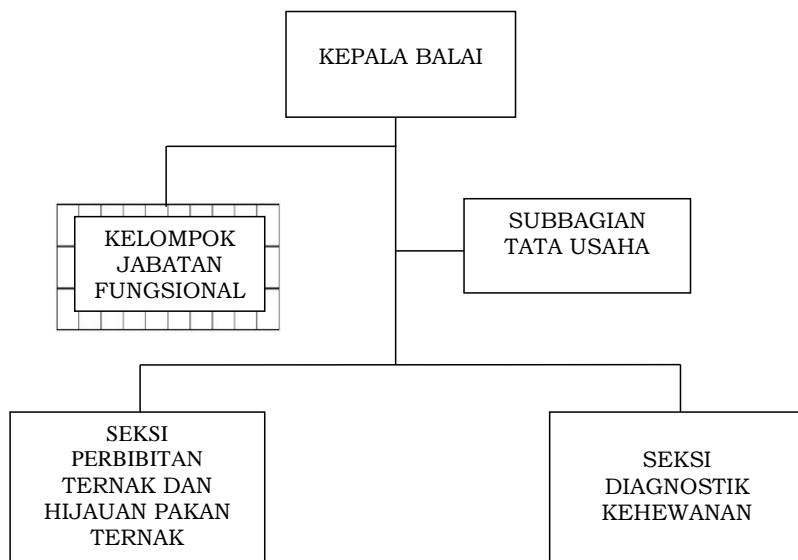 KEPALA BALAI
KELOMPOK
JABATAN
FUNGSIONAL
SUBBAGIAN
TATA USAHA
SEKSI
PERBIBITAN
TERNAK DAN
HIJAUAN PAKAN
TERNAK
SEKSI
DIAGNOSTIK
KEHEWANAN